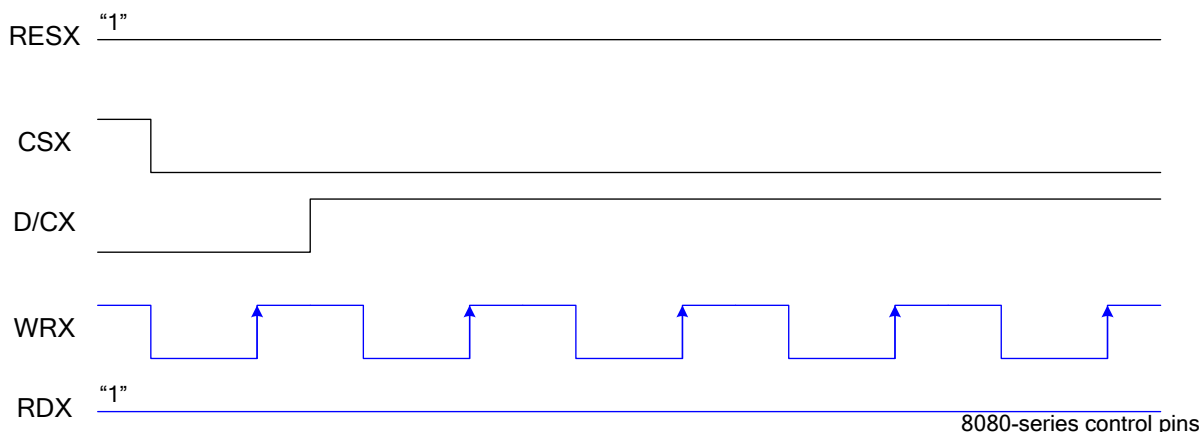 RESX “1”
CSX
D/CX
WRX
RDX “1”
8080-series control pins